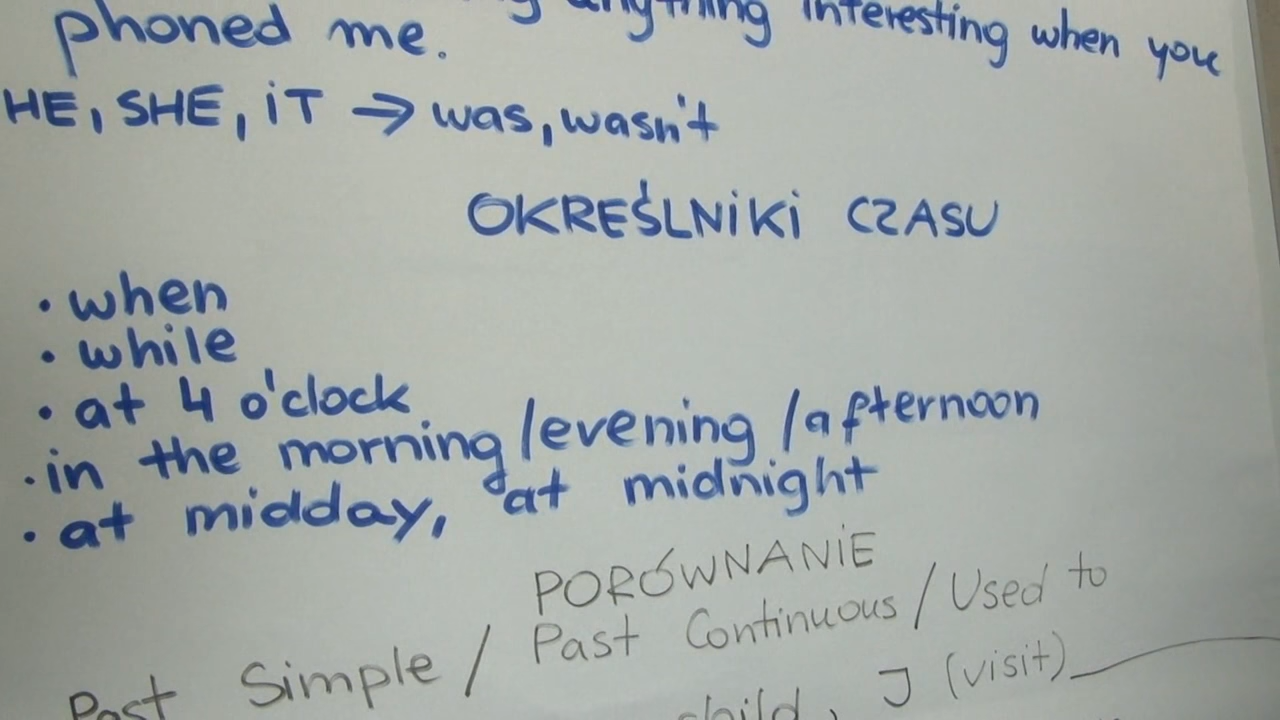 anything interesting when you
phoned me.
HE, SHE, iT → was, wasn't
OKREŚLNiKi CZASU
• when
• while
• at 4 o'clock
• in the morning /evening /afternoon
• at midday, at midnight
PORÓWNANiE
Past Simple / Past Continuous / Used to
child, J (visit)